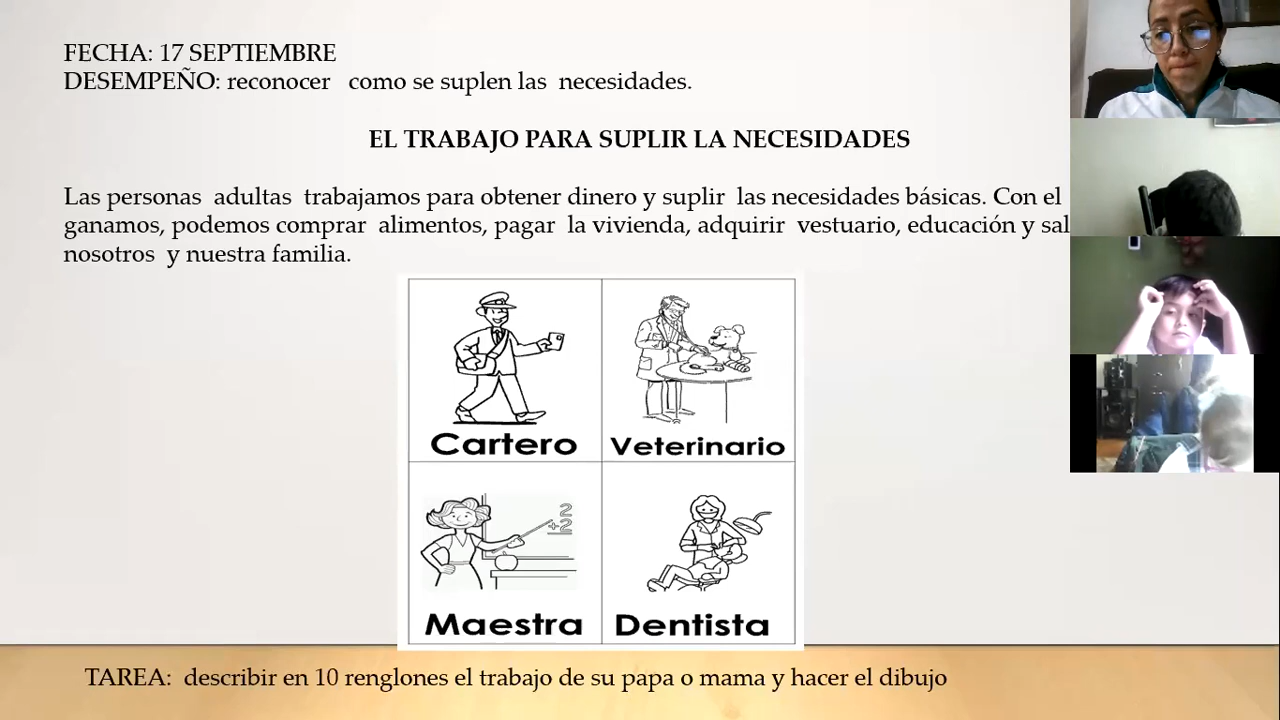 FECHA: 17 SEPTIEMBRE
DESEMPEÑO: reconocer como se suplen las necesidades.
EL TRABAJO PARA SUPLIR LA NECESIDADES
Las personas adultas trabajamos para obtener dinero y suplir las necesidades básicas. Con el
ganamos, podemos comprar alimentos, pagar la vivienda, adquirir vestuario, educación y sal
nosotros y nuestra familia.
Cartero
Veterinario
2
+2
Maestra
Dentista
TAREA: describir en 10 renglones el trabajo de su papa o mama y hacer el dibujo